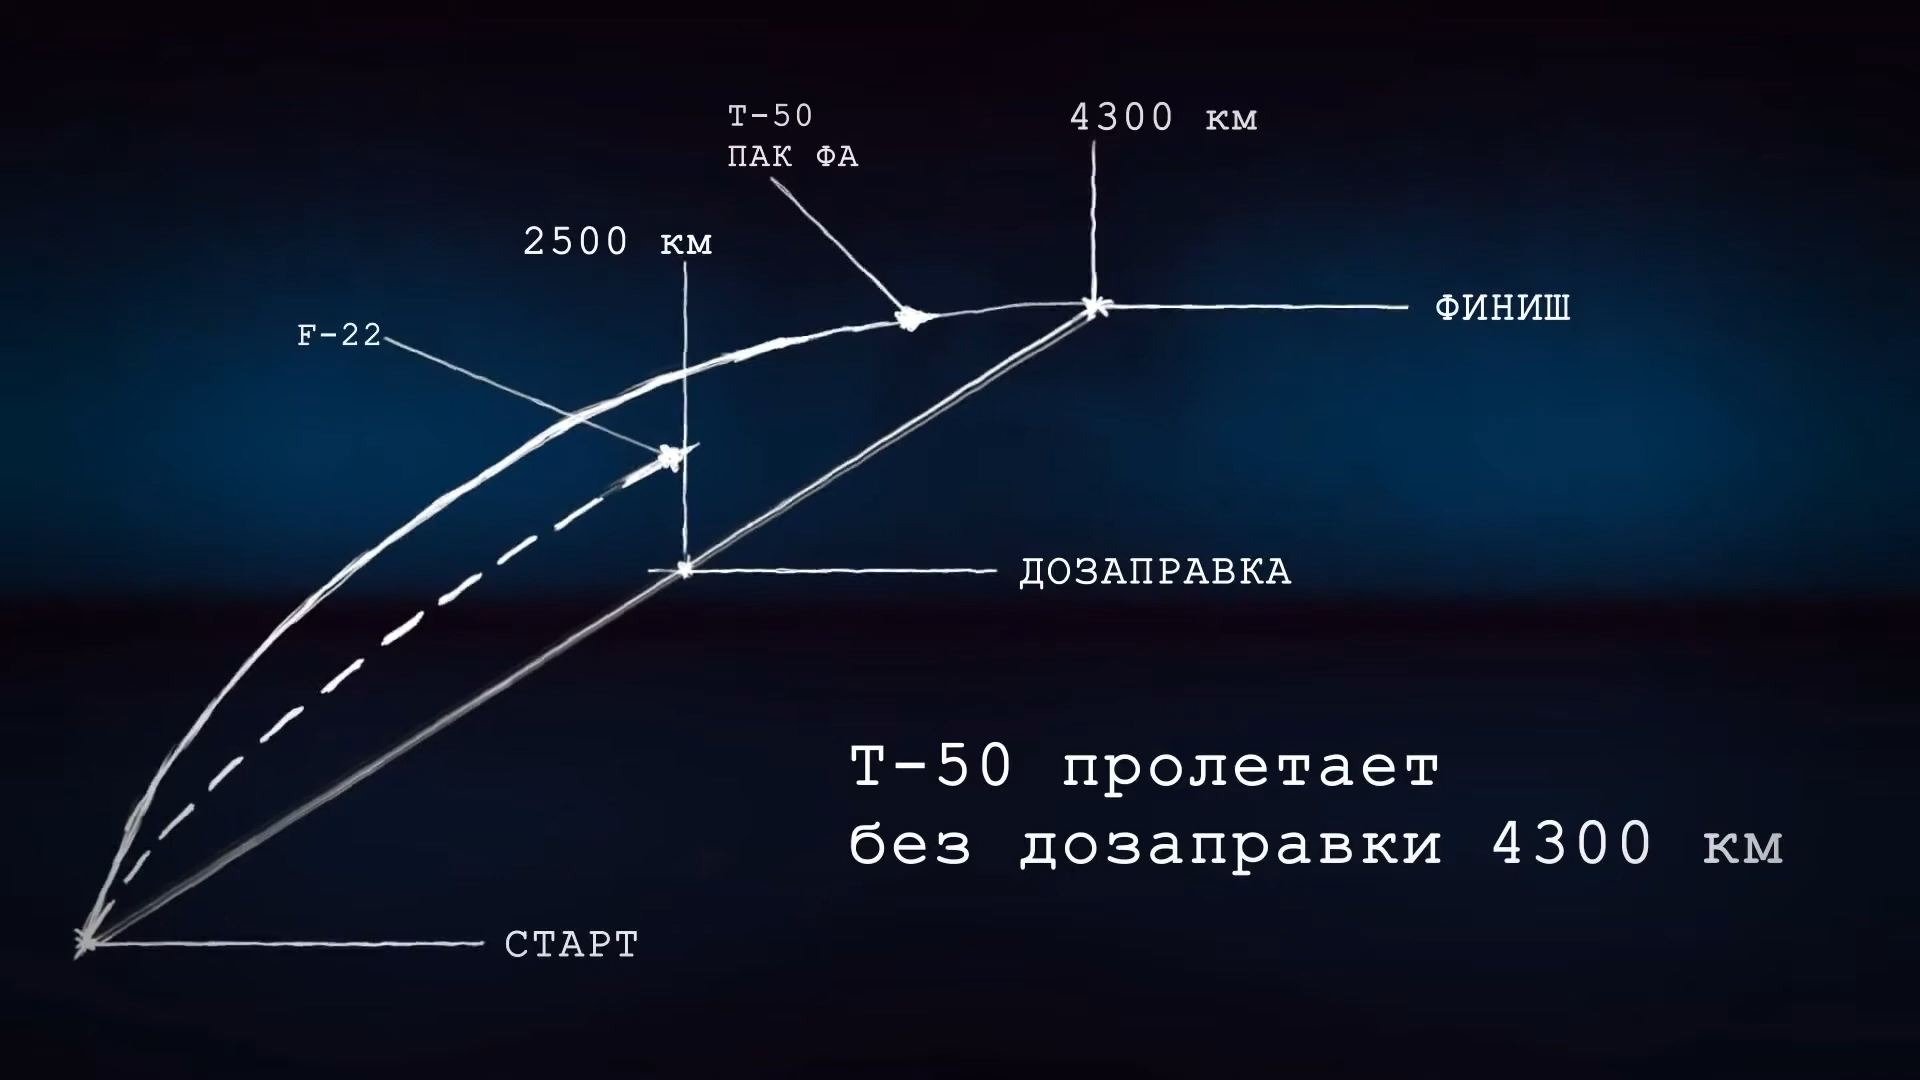 Т-50
ПАК ФА
4300 км
2500 км
F-22
ФИНИШ
ДОЗАПРАВКА
Т-50 пролетает
без дозаправки 4300 км
СТАРТ